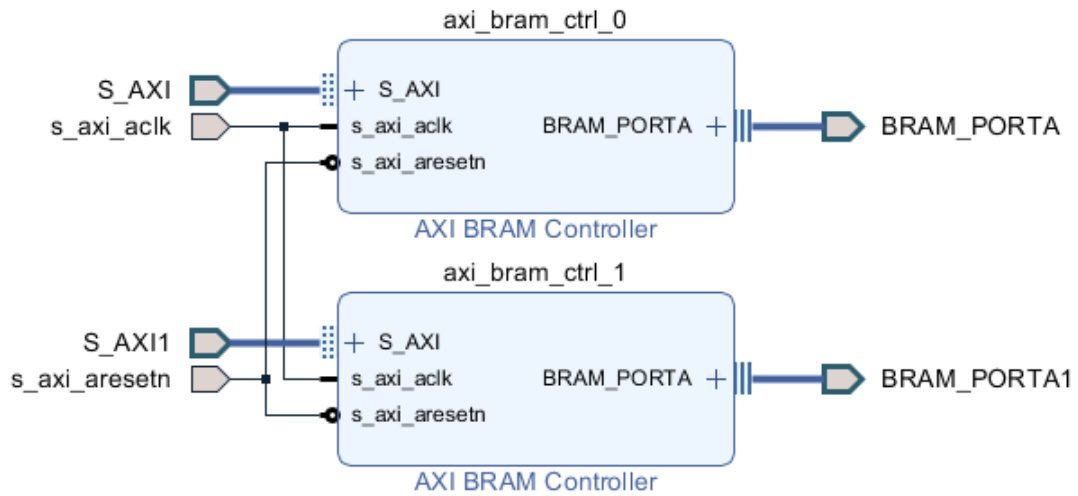 axi_bram_ctrl_0
S_AXI
S_AXI
s_axi_aclk
s_axi_aclk
BRAM_PORTA
BRAM_PORTA
s_axi_aresetn
AXI BRAM Controller
axi_bram_ctrl_1
S_AXI1
S_AXI
s_axi_aresetn
s_axi_aclk
BRAM_PORTA
BRAM_PORTA1
s_axi_aresetn
AXI BRAM Controller